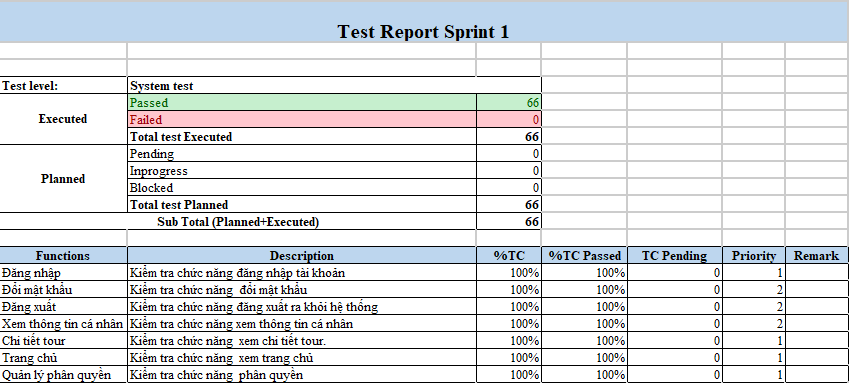 Test Report Sprint 1
Test level: System test
Executed
Passed 66
Failed 0
Total test Executed 66
Planned
Pending 0
Inprogress 0
Blocked 0
Total test Planned 66
Sub Total (Planned+Executed) 66
Functions Description %TC %TC Passed TC Pending Priority Remark
Đăng nhập Kiểm tra chức năng đăng nhập tài khoản 100% 100% 0 1
Đổi mật khẩu Kiểm tra chức năng đổi mật khẩu 100% 100% 0 2
Đăng xuất Kiểm tra chức năng đăng xuất ra khỏi hệ thống 100% 100% 0 2
Xem thông tin cá nhân Kiểm tra chức năng xem thông tin cá nhân 100% 100% 0 2
Chi tiết tour Kiểm tra chức năng xem chi tiết tour. 100% 100% 0 1
Trang chủ Kiểm tra chức năng xem trang chủ 100% 100% 0 1
Quản lý phân quyền Kiểm tra chức năng phân quyền 100% 100% 0 1